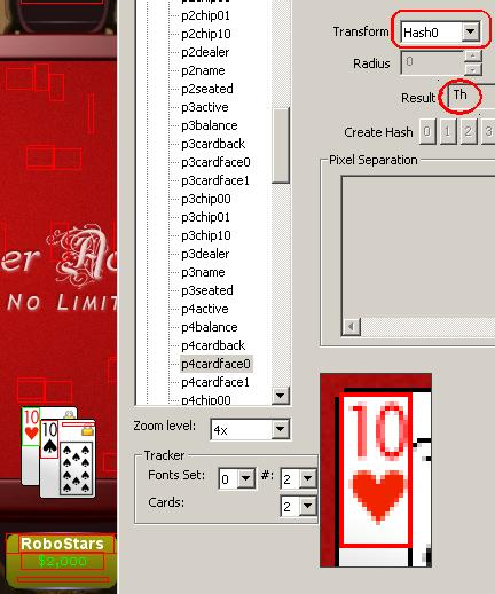 p2chip01
p2chip10
p2dealer
p2name
p2seated
p3active
p3balance
p3cardback
p3cardface0
p3cardface1
p3chip00
p3chip01
p3chip10
p3dealer
p3name
p3seated
p4active
p4balance
p4cardback
p4cardface0
p4cardface1
p4chip00
Transform Hash0
Radius 0
Result Th
Create Hash 0 1 2 3
Pixel Separation
Zoom level: 4x
Tracker
Fonts Set: 0 #: 2
Cards: 2
er
NO LIMIT
10
10
RoboStars
$2,000
10